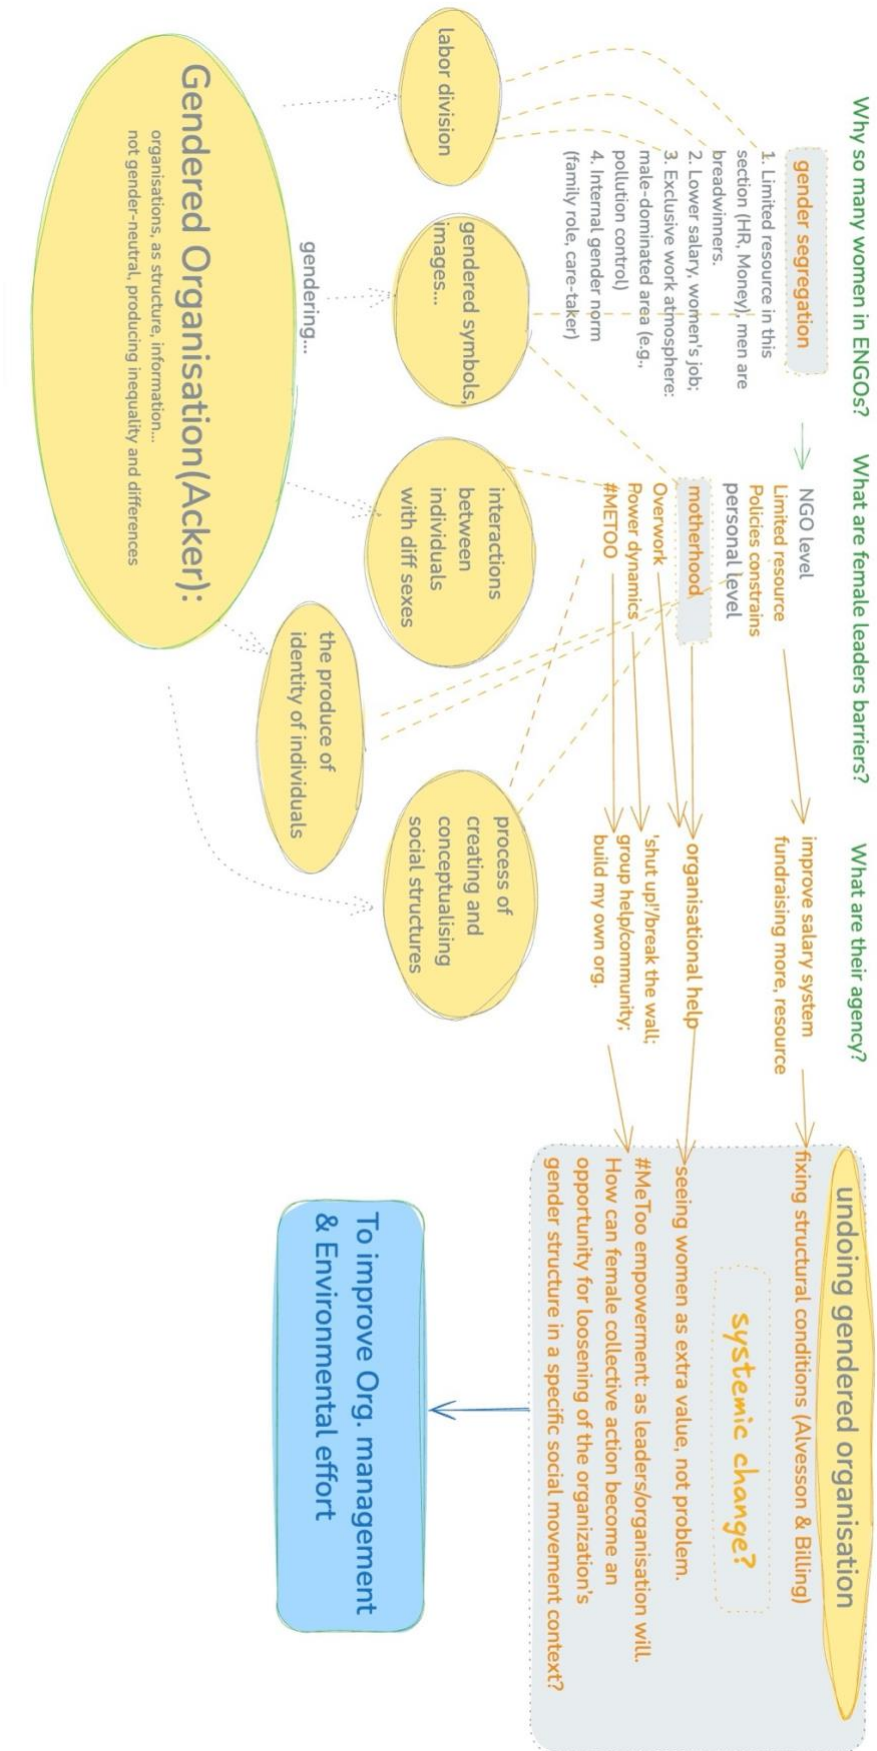 Why so many women in ENGOs?
What are female leaders barriers?
What are their agency?
gender segregation
1. Limited resource in this
section (HR, Money), men are
breadwinners.
2. Lower salary, women's job;
3. Exclusive work atmosphere:
male-dominated area (e.g.,
pollution control)
4. Internal gender norm
(family role, care-taker)
NGO level
Limited resource
Policies constrains
personal level
motherhood
Overwork
Power dynamics
#METOO
improve salary system
fundraising more, resource
organisational help
'shut up!'/break the wall;
group help/community;
build my own org.
undoing gendered organisation
fixing structural conditions (Alvesson & Billing)
systemic change?
seeing women as extra value, not problem.
#MeToo empowerment: as leaders/organisation will.
How can female collective action become an
opportunity for loosening of the organization's
gender structure in a specific social movement context?
labor division
gendered symbols,
images...
interactions
between
individuals
with diff sexes
the produce of
identity of individuals
process of
creating and
conceptualising
social structures
gendering...
Gendered Organisation(Acker):
organisations, as structure, information...
not gender-neutral, producing inequality and differences
To improve Org. management
& Environmental effort